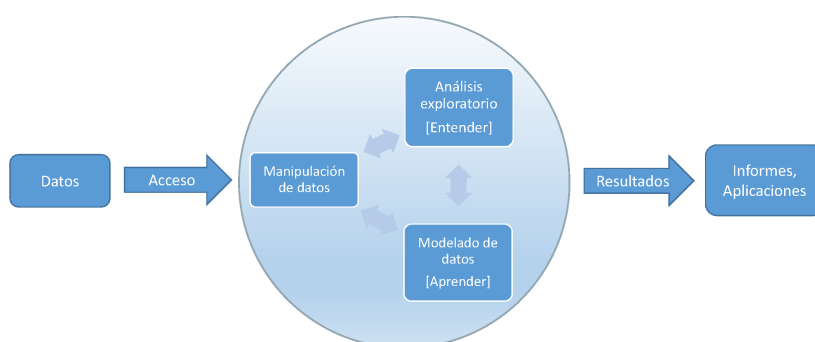 Datos
Acceso
Manipulación
de datos
Análisis
exploratorio
[Entender]
Modelado de
datos
[Aprender]
Resultados
Informes,
Aplicaciones